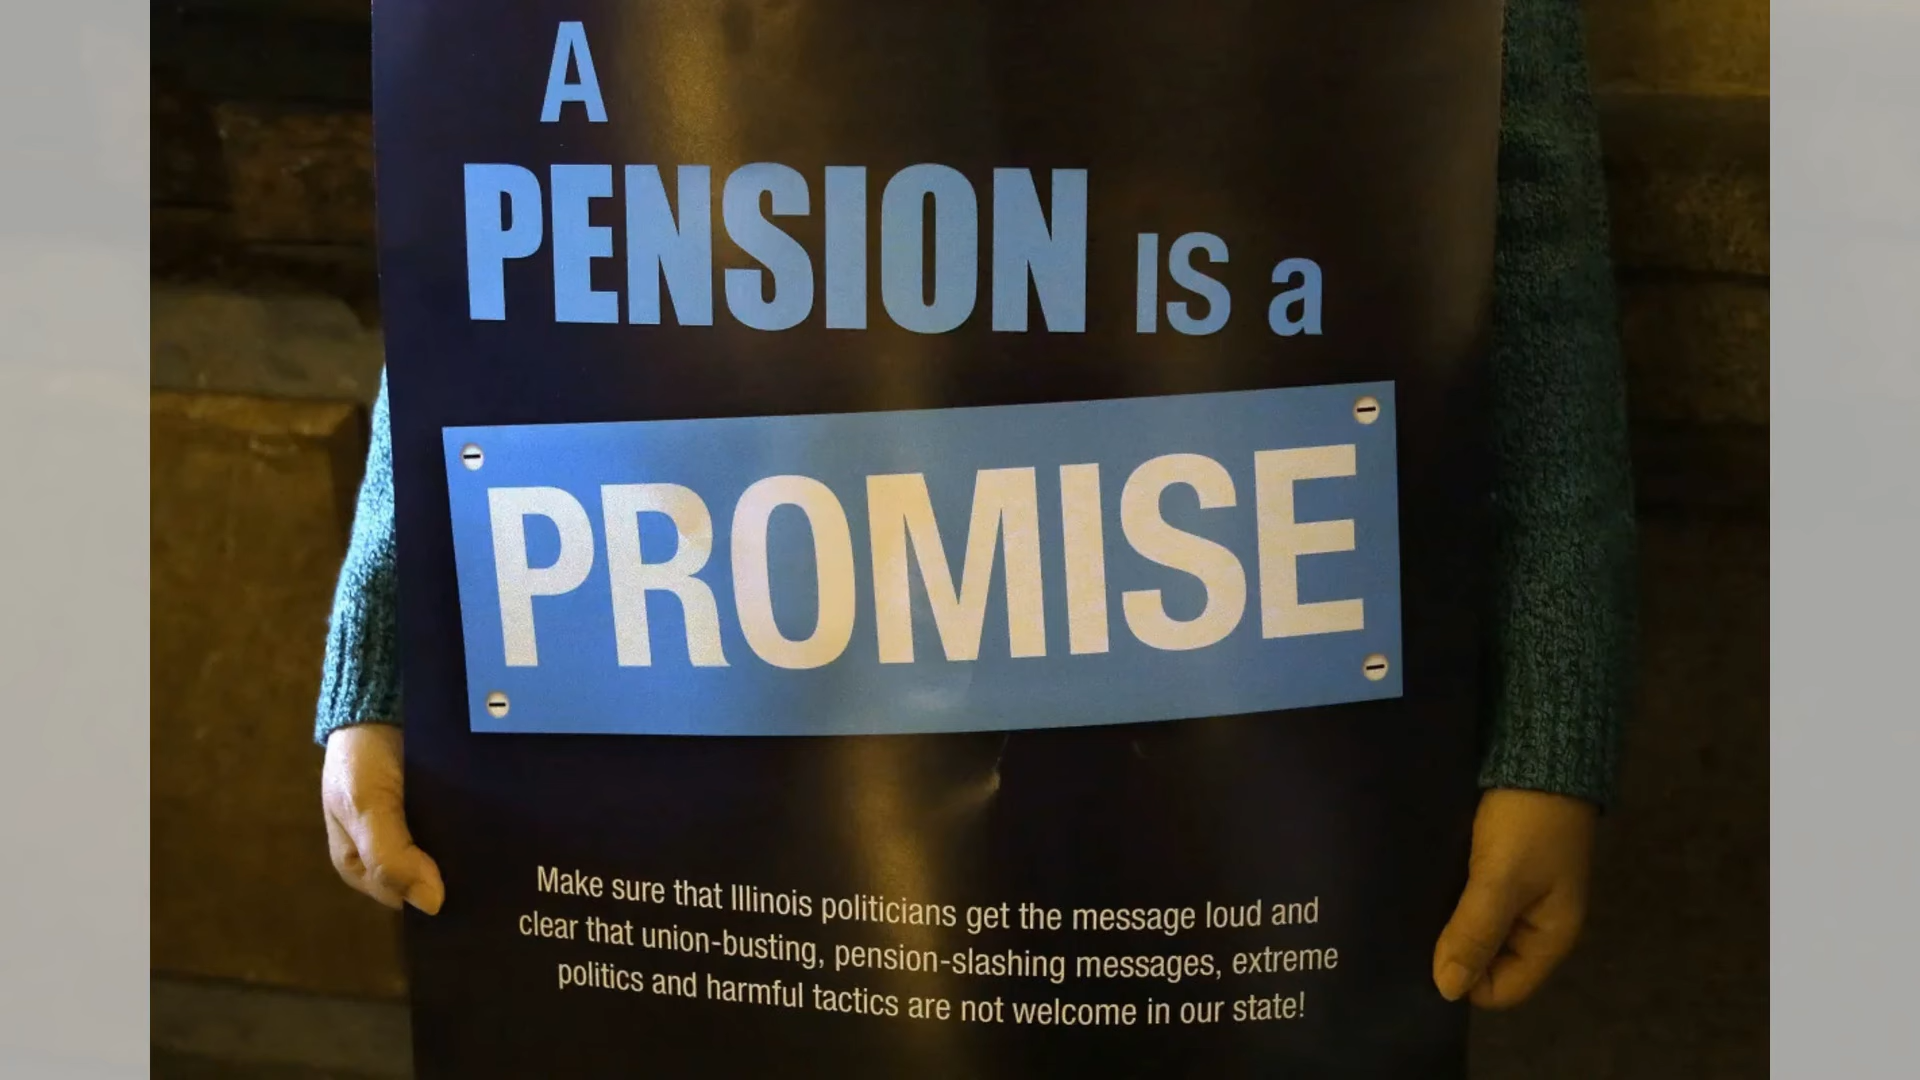 A
PENSION IS a
PROMISE
Make sure that Illinois politicians get the message loud and
clear that union-busting, pension-slashing messages, extreme
politics and harmful tactics are not welcome in our state!